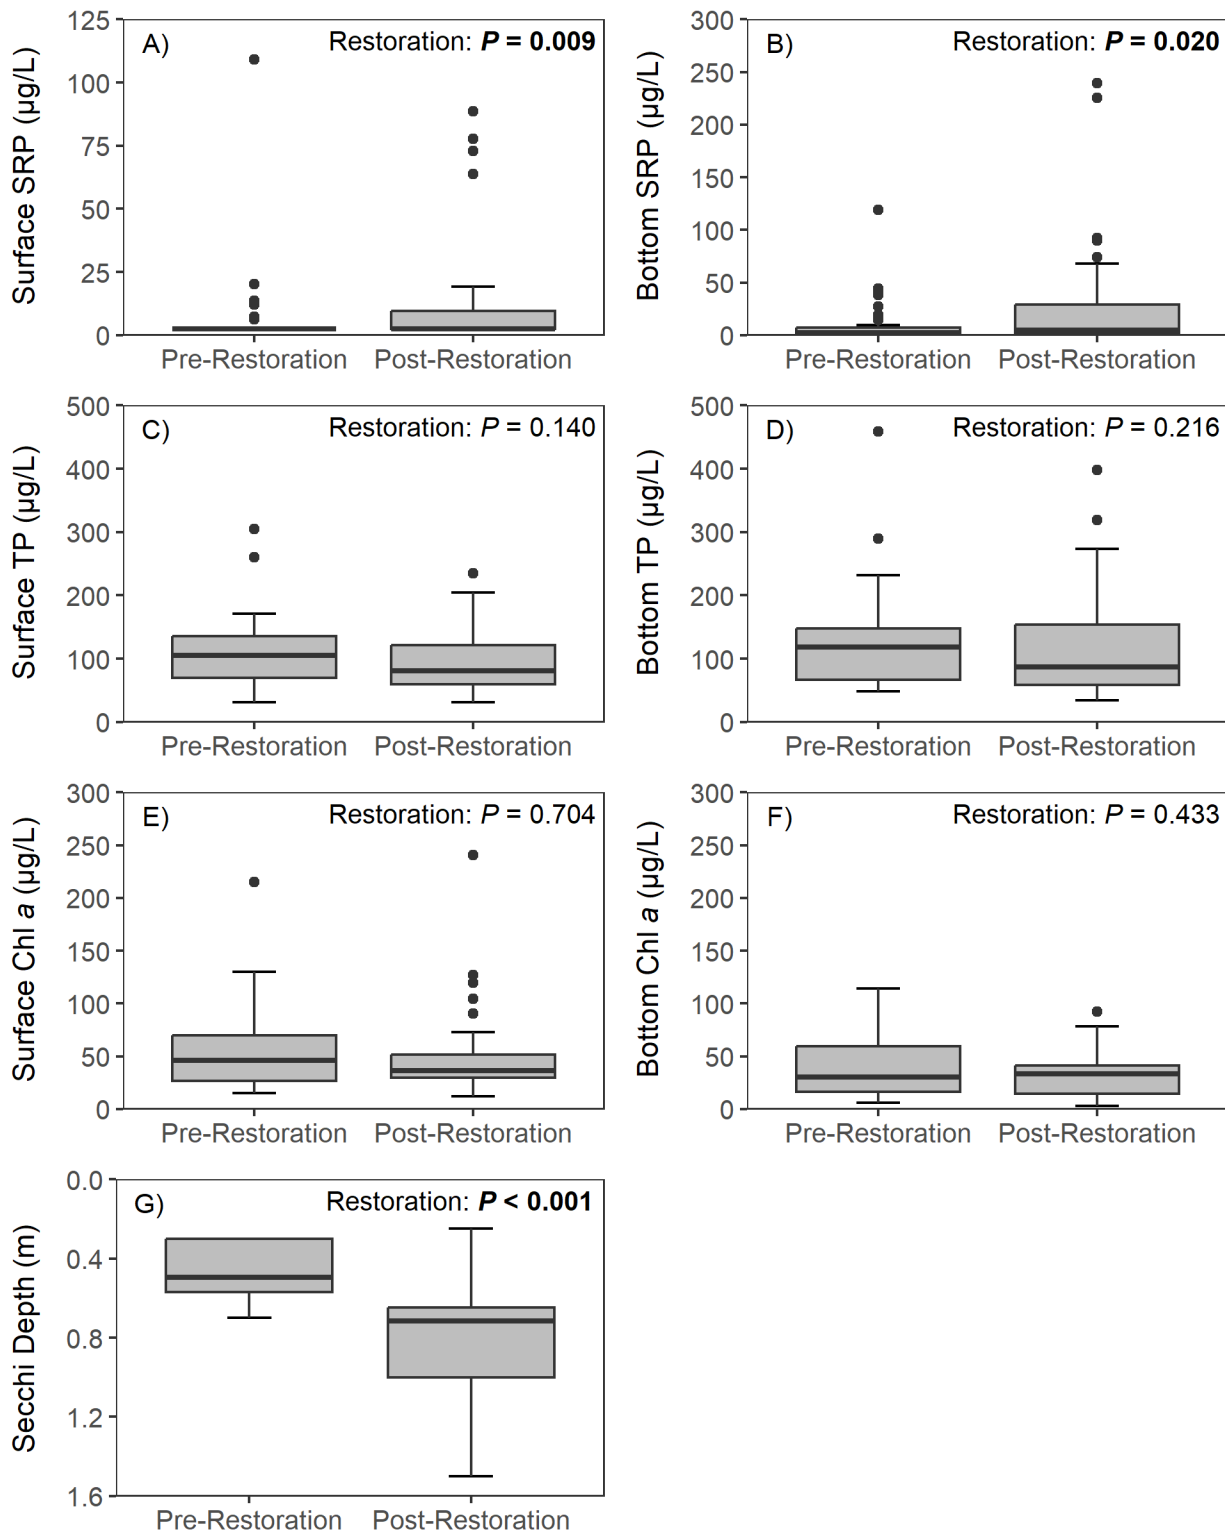 A)
Restoration: P = 0.009
Surface SRP (µg/L)
125
100
75
50
25
0
Pre-Restoration
Post-Restoration
B)
Restoration: P = 0.020
Bottom SRP (µg/L)
300
250
200
150
100
50
0
Pre-Restoration
Post-Restoration
C)
Restoration: P = 0.140
Surface TP (µg/L)
500
400
300
200
100
0
Pre-Restoration
Post-Restoration
D)
Restoration: P = 0.216
Bottom TP (µg/L)
500
400
300
200
100
0
Pre-Restoration
Post-Restoration
E)
Restoration: P = 0.704
Surface Chl a (µg/L)
300
250
200
150
100
50
0
Pre-Restoration
Post-Restoration
F)
Restoration: P = 0.433
Bottom Chl a (µg/L)
300
250
200
150
100
50
0
Pre-Restoration
Post-Restoration
G)
Restoration: P < 0.001
Secchi Depth (m)
0.0
0.4
0.8
1.2
1.6
Pre-Restoration
Post-Restoration